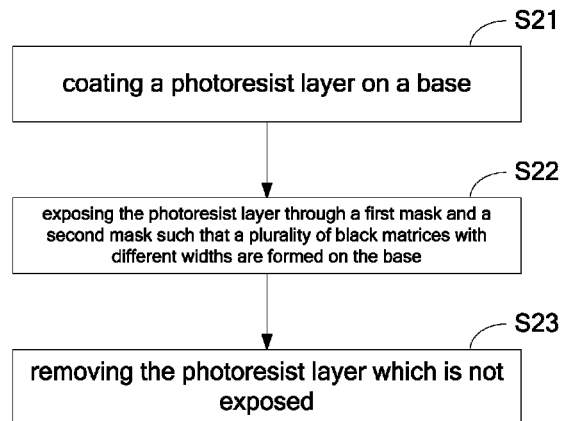 S21
coating a photoresist layer on a base
S22
exposing the photoresist layer through a first mask and a
second mask such that a plurality of black matrices with
different widths are formed on the base
S23
removing the photoresist layer which is not
exposed